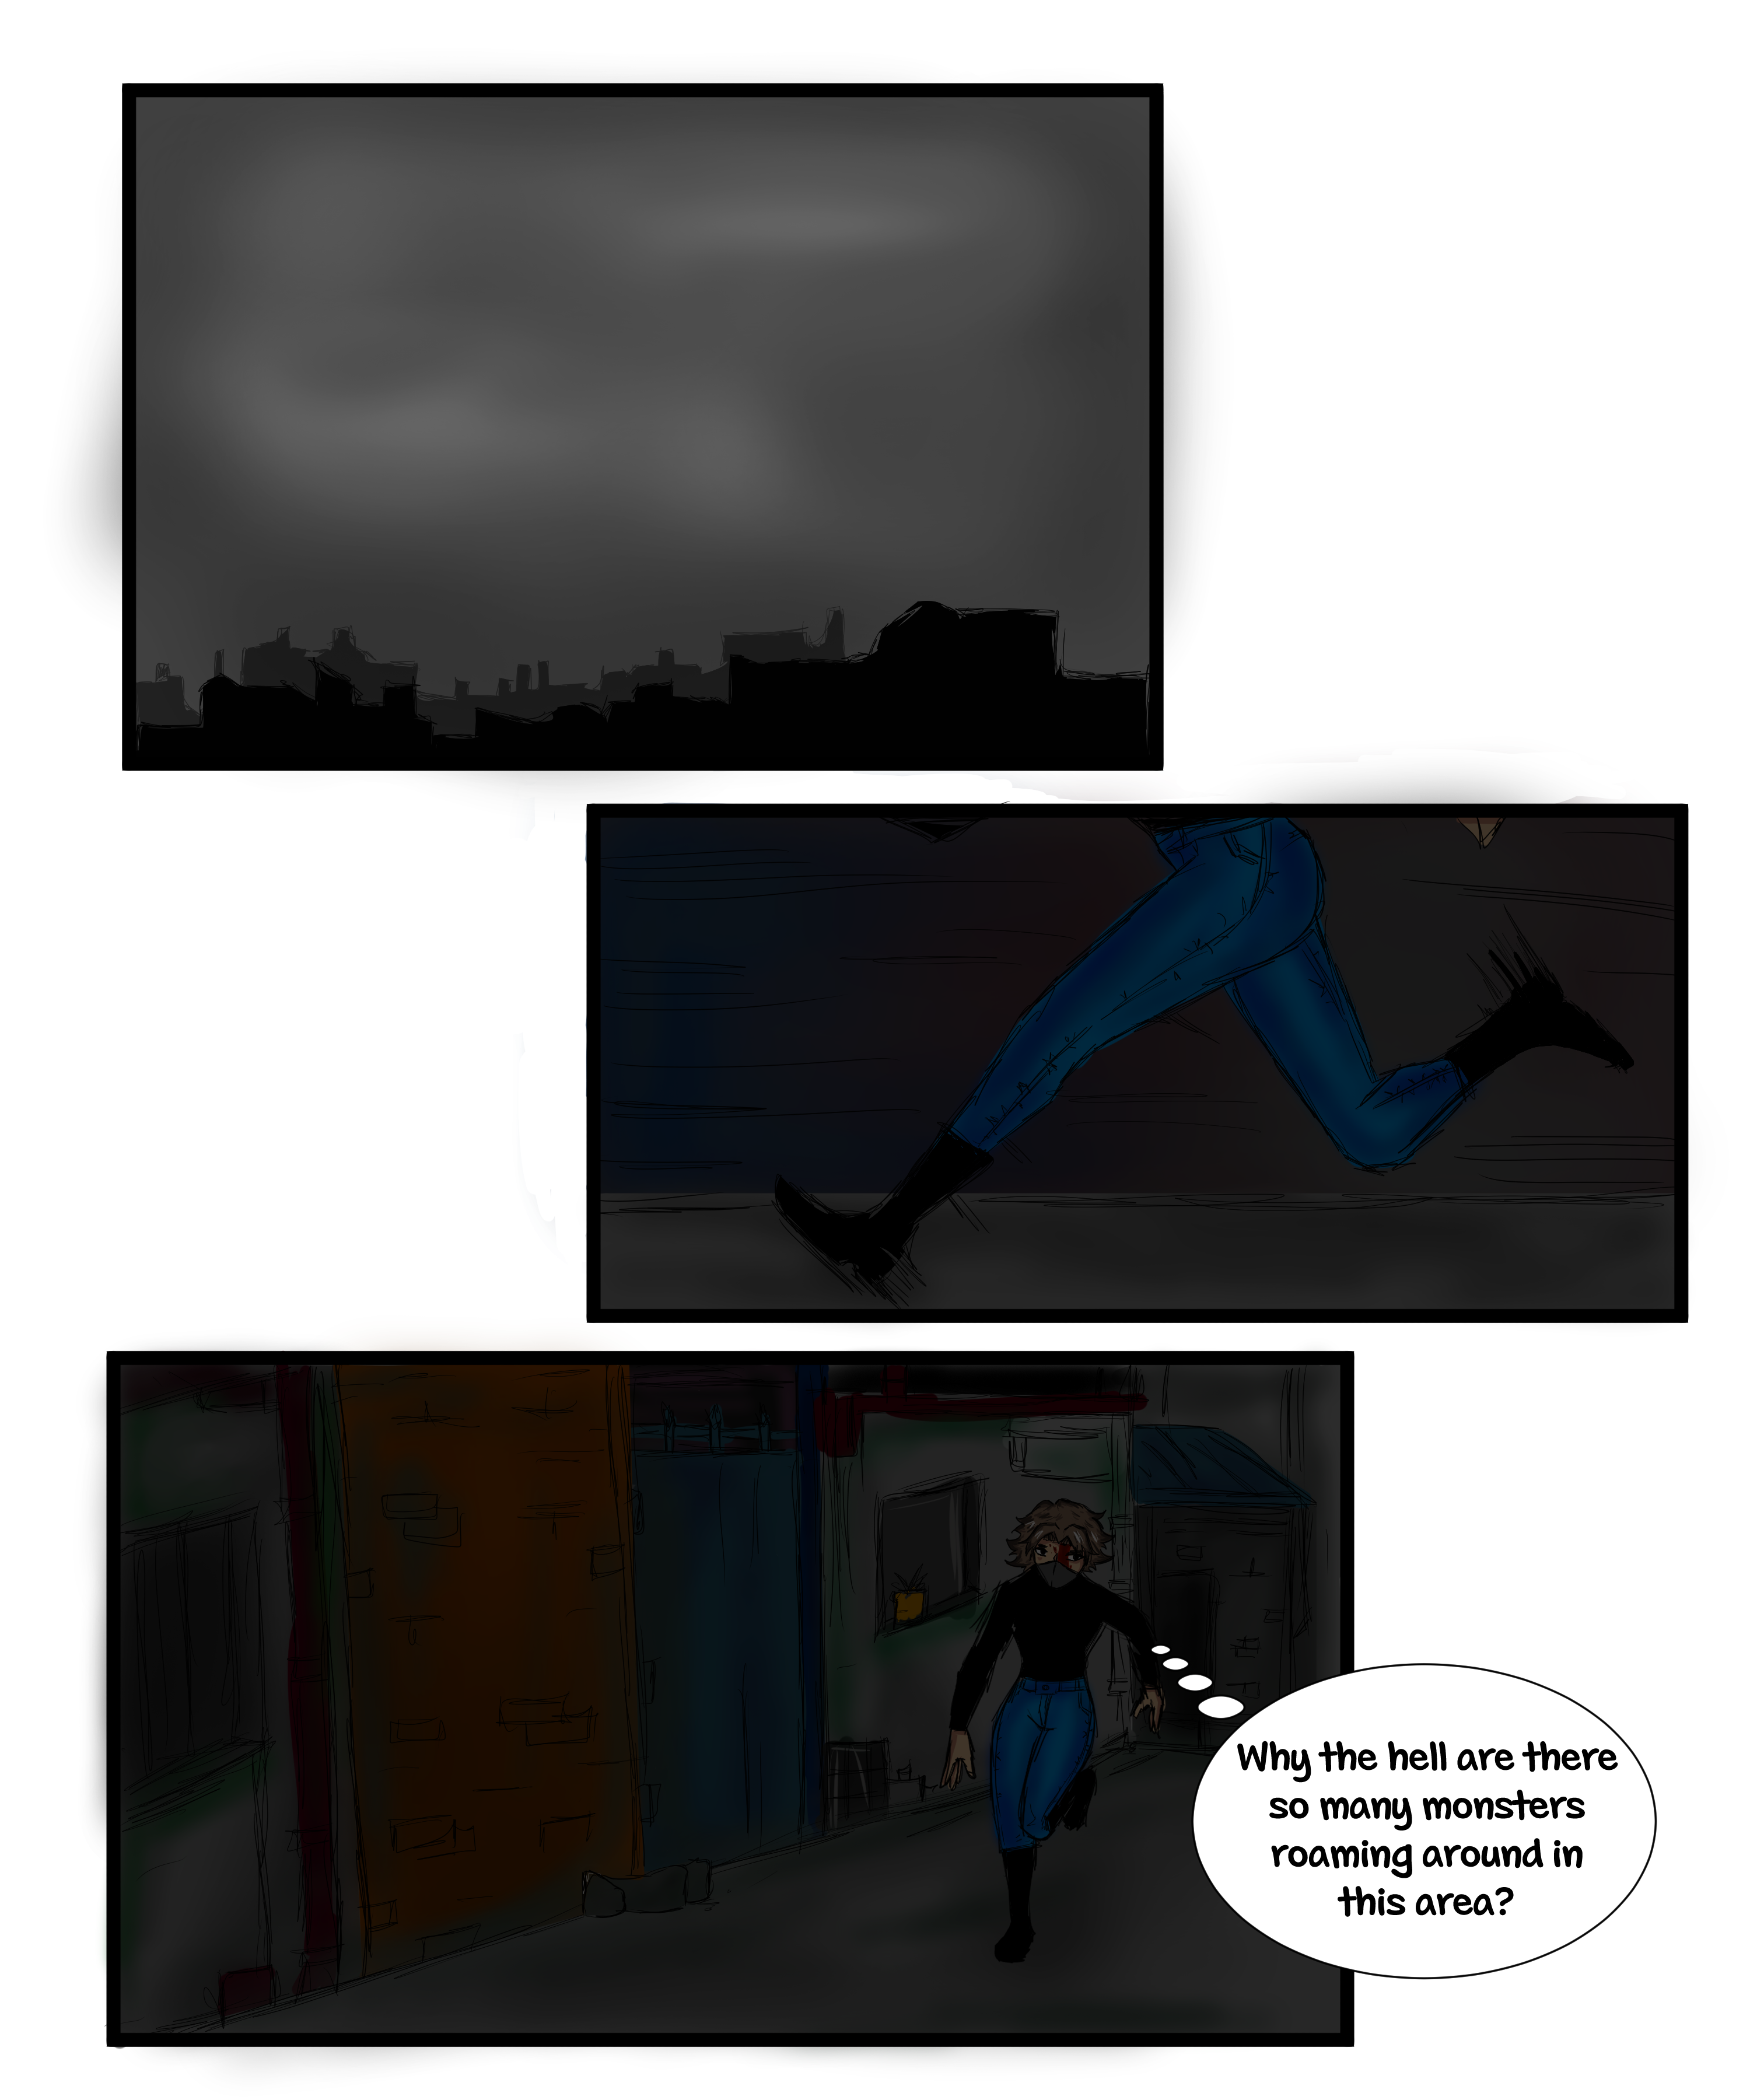 Why the hell are there
so many monsters
roaming around in
this area?